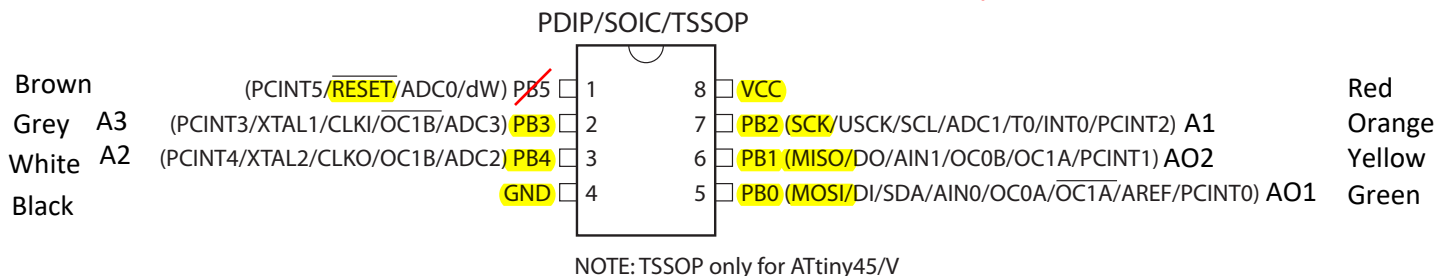 PDIP/SOIC/TSSOP
Brown (PCINT5/RESET/ADC0/dW) PB5 1 8 VCC Red
Grey A3 (PCINT3/XTAL1/CLKI/OC1B/ADC3) PB3 2 7 PB2 (SCK/USCK/SCL/ADC1/T0/INT0/PCINT2) A1 Orange
White A2 (PCINT4/XTAL2/CLKO/OC1B/ADC2) PB4 3 6 PB1 (MISO/DO/AIN1/OC0B/OC1A/PCINT1) AO2 Yellow
Black GND 4 5 PB0 (MOSI/DI/SDA/AIN0/OC0A/OC1A/AREF/PCINT0) AO1 Green
NOTE: TSSOP only for ATtiny45/V